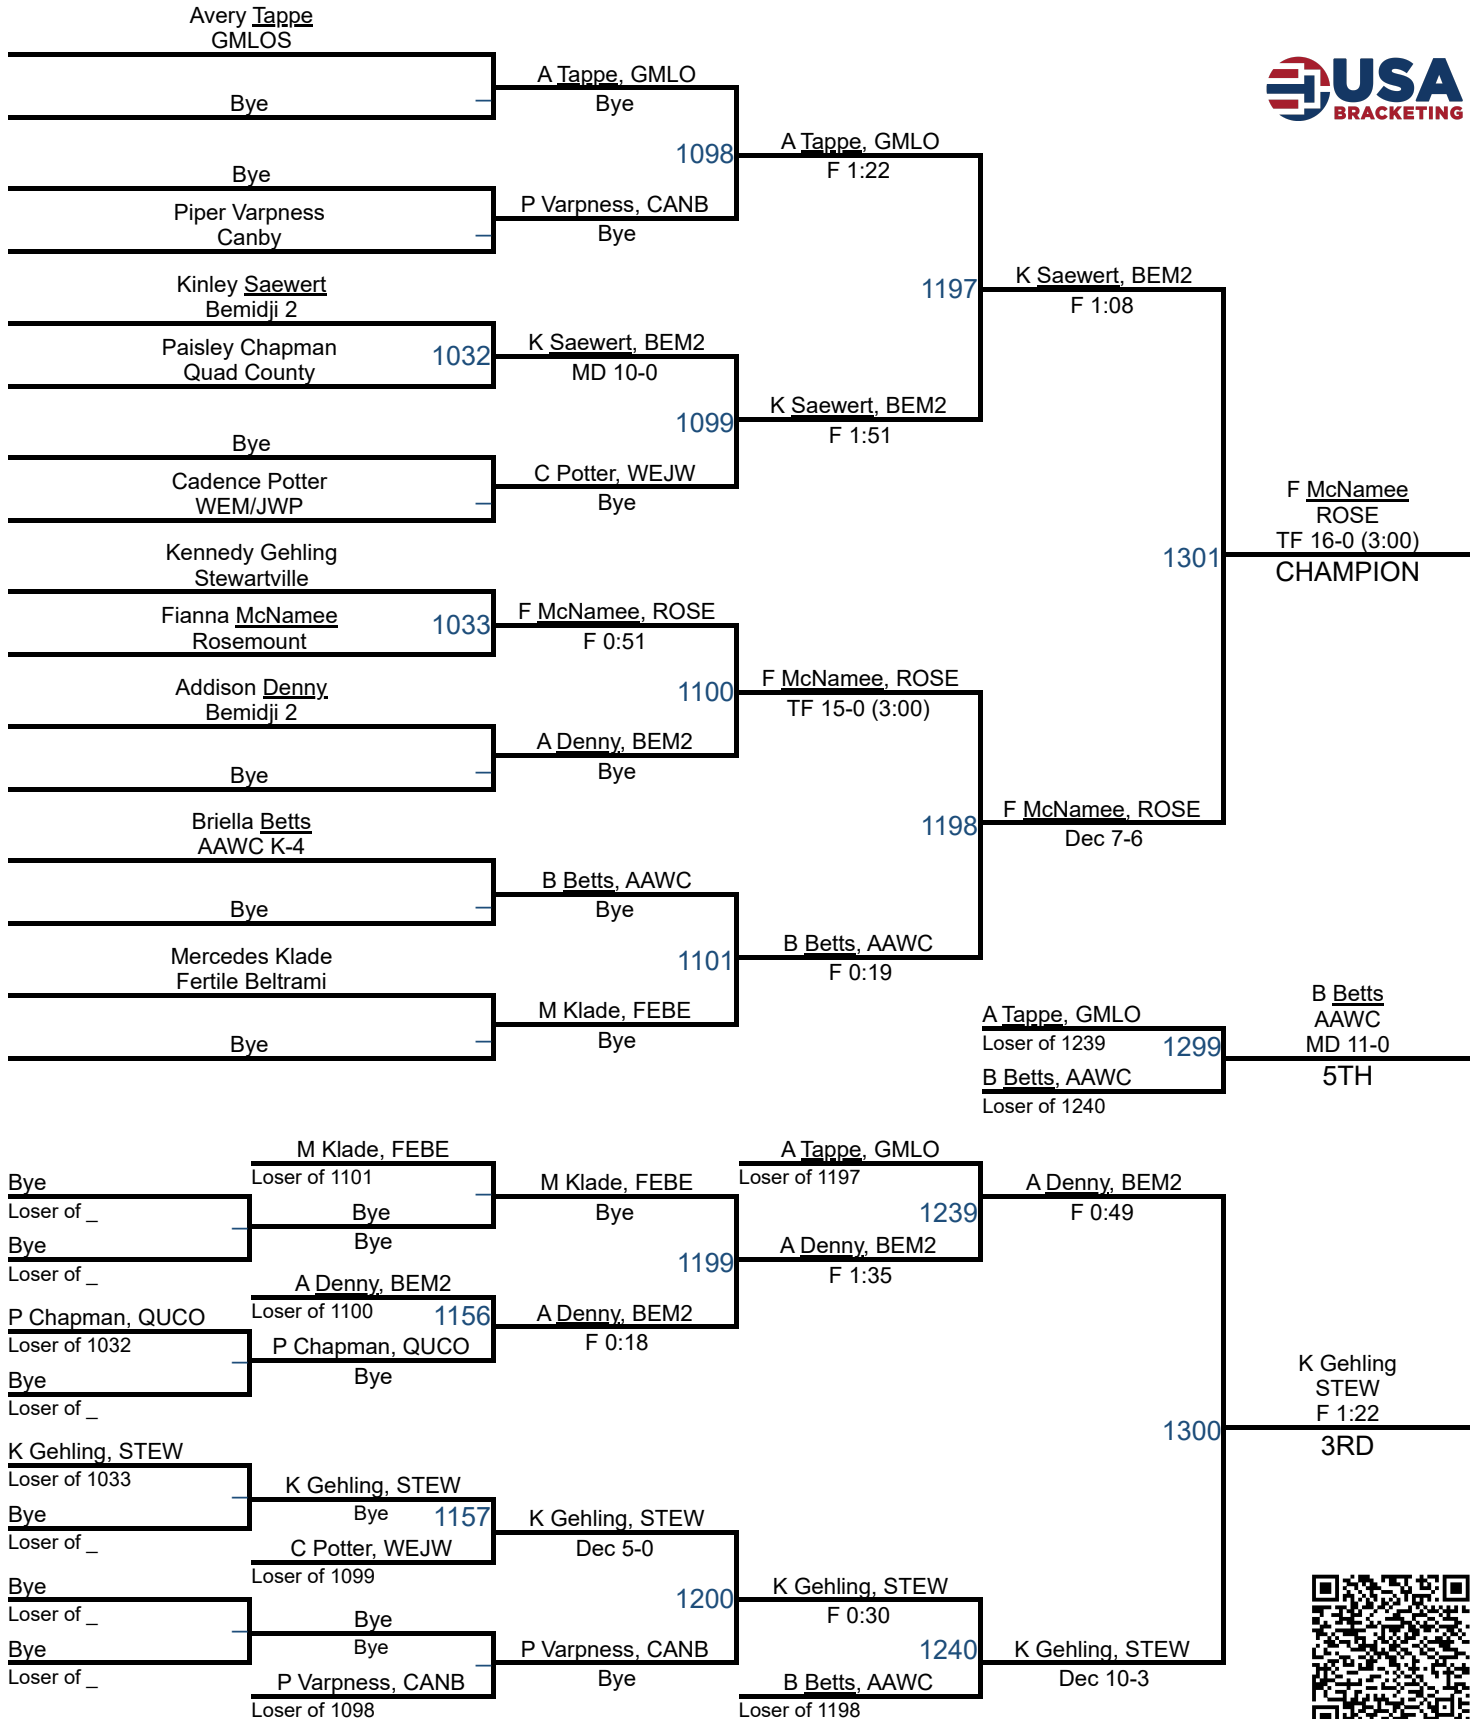 Avery Tappe
GMLOS
A Tappe, GMLO
Bye
Bye
USA
BRACKETING
1098
A Tappe, GMLO
F 1:22
Bye
Piper Varpness
Canby
P Varpness, CANB
Bye
Kinley Saewert
Bemidji 2
1197
K Saewert, BEM2
F 1:08
Paisley Chapman
Quad County
1032
K Saewert, BEM2
MD 10-0
1099
K Saewert, BEM2
F 1:51
Bye
Cadence Potter
WEM/JWP
C Potter, WEJW
Bye
F McNamee
ROSE
TF 16-0 (3:00)
CHAMPION
1301
Kennedy Gehling
Stewartville
Fianna McNamee
Rosemount
1033
F McNamee, ROSE
F 0:51
Addison Denny
Bemidji 2
1100
F McNamee, ROSE
TF 15-0 (3:00)
A Denny, BEM2
Bye
Bye
Briella Betts
AAWC K-4
1198
F McNamee, ROSE
Dec 7-6
B Betts, AAWC
Bye
Bye
Mercedes Klade
Fertile Beltrami
1101
B Betts, AAWC
F 0:19
M Klade, FEBE
Bye
Bye
A Tappe, GMLO
Loser of 1239
1299
B Betts, AAWC
Loser of 1240
B Betts
AAWC
MD 11-0
5TH
M Klade, FEBE
Loser of 1101
Bye
Loser of _
Bye
Loser of _
Bye
Bye
M Klade, FEBE
Bye
A Tappe, GMLO
Loser of 1197
1239
A Denny, BEM2
F 0:49
1199
A Denny, BEM2
F 1:35
A Denny, BEM2
Loser of 1100
1156
P Chapman, QUCO
Loser of 1032
P Chapman, QUCO
Bye
A Denny, BEM2
F 0:18
Bye
Loser of _
K Gehling
STEW
F 1:22
3RD
1300
K Gehling, STEW
Loser of 1033
Bye
Loser of _
K Gehling, STEW
Bye
1157
C Potter, WEJW
Loser of 1099
K Gehling, STEW
Dec 5-0
Bye
Loser of _
Bye
Loser of _
Bye
Bye
P Varpness, CANB
Loser of 1098
1200
P Varpness, CANB
Bye
K Gehling, STEW
F 0:30
1240
B Betts, AAWC
Loser of 1198
K Gehling, STEW
Dec 10-3